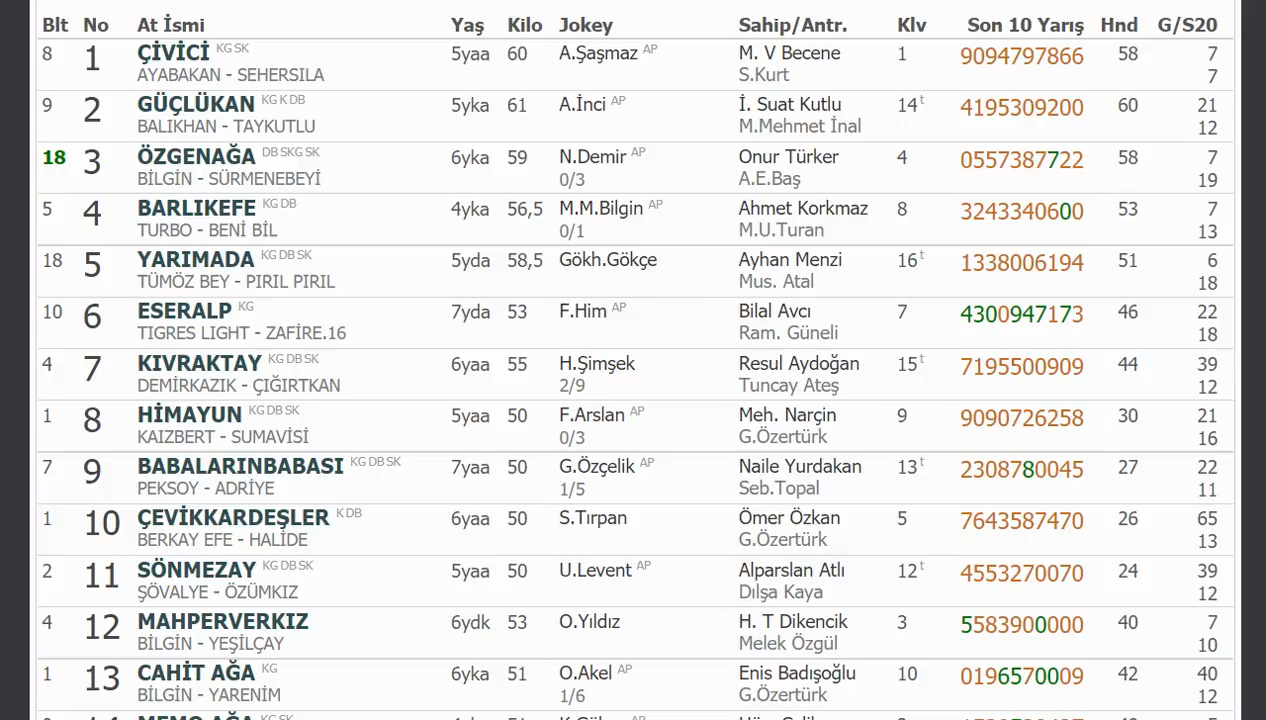 Blt No At İsmi Yaş Kilo Jokey Sahip/Antr. Klv Son 10 Yarış Hnd G/S20
8 1 ÇİVİCİ KG SK 5yaa 60 A.Şaşmaz AP M. V Becene 1 9094797866 58 7
AYABAKAN - SEHERSILA S.Kurt 7
9 2 GÜÇLÜKAN KG K DB 5yka 61 A.İnci AP İ. Suat Kutlu 14 t 4195309200 60 21
BALIKHAN - TAYKUTLU M.Mehmet İnal 12
18 3 ÖZGENAĞA DB SKG SK 6yka 59 N.Demir AP Onur Türker 4 0557387722 58 7
BİLGİN - SÜRMENEBEYİ 0/3 A.E.Baş 19
5 4 BARLIKEFE KG DB 4yka 56,5 M.M.Bilgin AP Ahmet Korkmaz 8 3243340600 53 7
TURBO - BENİ BİL 0/1 M.U.Turan 13
18 5 YARIMADA KG DB SK 5yda 58,5 Gökh.Gökçe Ayhan Menzi 16 t 1338006194 51 6
TÜMÖZ BEY - PIRIL PIRIL Mus. Atal 18
10 6 ESERALP KG 7yda 53 F.Him AP Bilal Avcı 7 4300947173 46 22
TIGRES LIGHT - ZAFİRE.16 Ram. Güneli 18
4 7 KIVRAKTAY KG DB SK 6yaa 55 H.Şimşek Resul Aydoğan 15 t 7195500909 44 39
DEMİRKAZIK - ÇIĞIRTKAN 2/9 Tuncay Ateş 12
1 8 HİMAYUN KG DB SK 5yaa 50 F.Arslan AP Meh. Narçin 9 9090726258 30 21
KAIZBERT - SUMAVİSİ 0/3 G.Özertürk 16
7 9 BABALARINBABASI KG DB SK 7yaa 50 G.Özçelik AP Naile Yurdakan 13 t 2308780045 27 22
PEKSOY - ADRİYE 1/5 Seb.Topal 11
1 10 ÇEVİKKARDEŞLER K DB 6yaa 50 S.Tırpan Ömer Özkan 5 7643587470 26 65
BERKAY EFE - HALİDE G.Özertürk 13
2 11 SÖNMEZAY KG DB SK 5yaa 50 U.Levent AP Alparslan Atlı 12 t 4553270070 24 39
ŞÖVALYE - ÖZÜMKIZ Dılşa Kaya 12
4 12 MAHPERVERKIZ 6ydk 53 O.Yıldız H. T Dikencik 3 5583900000 40 7
BİLGİN - YEŞİLÇAY Melek Özgül 10
1 13 CAHİT AĞA KG 6yka 51 O.Akel AP Enis Badışoğlu 10 0196570009 42 40
BİLGİN - YARENİM 1/6 G.Özertürk 12